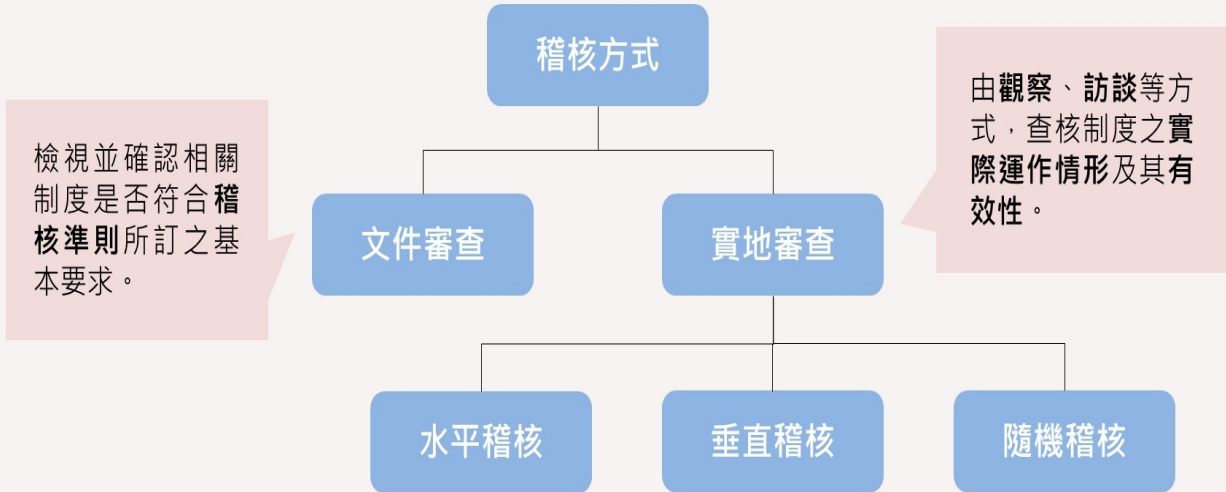 稽核方式
由觀察、訪談等方
式，查核制度之實
際運作情形及其有
效性。
檢視並確認相關
制度是否符合稽
核準則所訂之基
本要求。
文件審查
實地審查
水平稽核
垂直稽核
隨機稽核